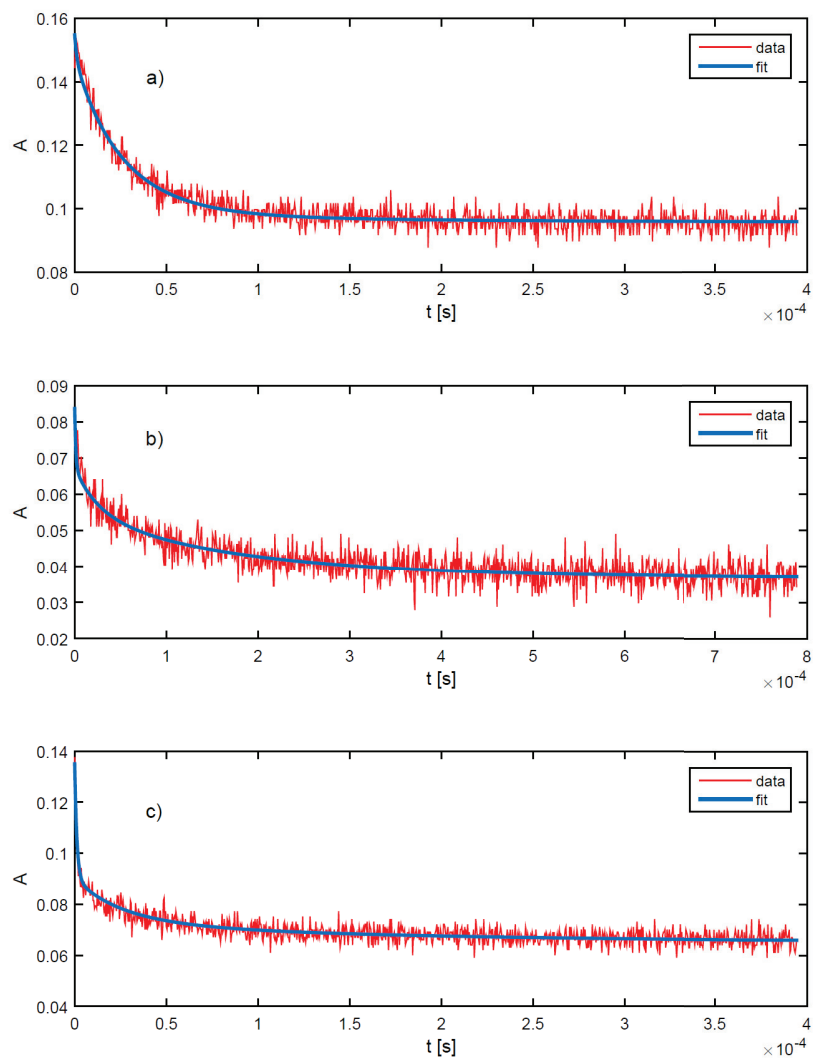 0.16
a)
data
fit
0.14
0.12
A
0.1
0.08
0 0.5 1 1.5 2 2.5 3 3.5 4
t [s]
×10-4
0.09
b)
data
fit
0.08
0.07
0.06
A
0.05
0.04
0.03
0.02
0 1 2 3 4 5 6 7 8
t [s]
×10-4
0.14
c)
data
fit
0.12
0.1
A
0.08
0.06
0.04
0 0.5 1 1.5 2 2.5 3 3.5 4
t [s]
×10-4